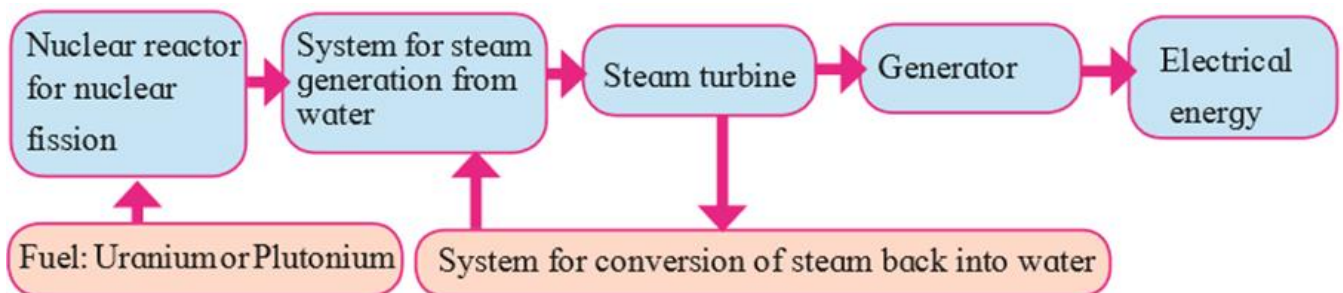 Nuclear reactor
for nuclear
fission
System for steam
generation from
water
Steam turbine
Generator
Electrical
energy
Fuel: Uranium or Plutonium
System for conversion of steam back into water